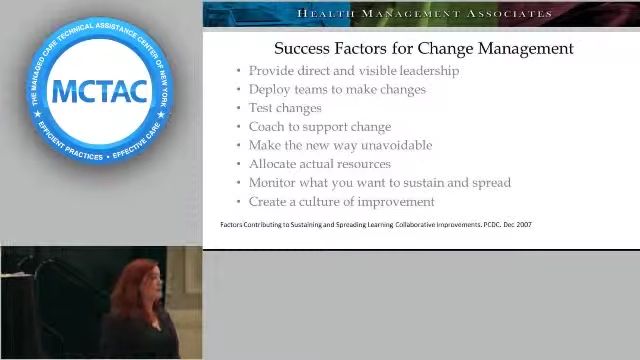 THE MANAGED CARE TECHNICAL ASSISTANCE CENTER OF NEW YORK
MCTAC
★ EFFICIENT PRACTICES • EFFECTIVE CARE ★
HEALTH MANAGEMENT ASSOCIATES
Success Factors for Change Management
• Provide direct and visible leadership
• Deploy teams to make changes
• Test changes
• Coach to support change
• Make the new way unavoidable
• Allocate actual resources
• Monitor what you want to sustain and spread
• Create a culture of improvement
Factors Contributing to Sustaining and Spreading Learning Collaborative Improvements. PCDC. Dec 2007